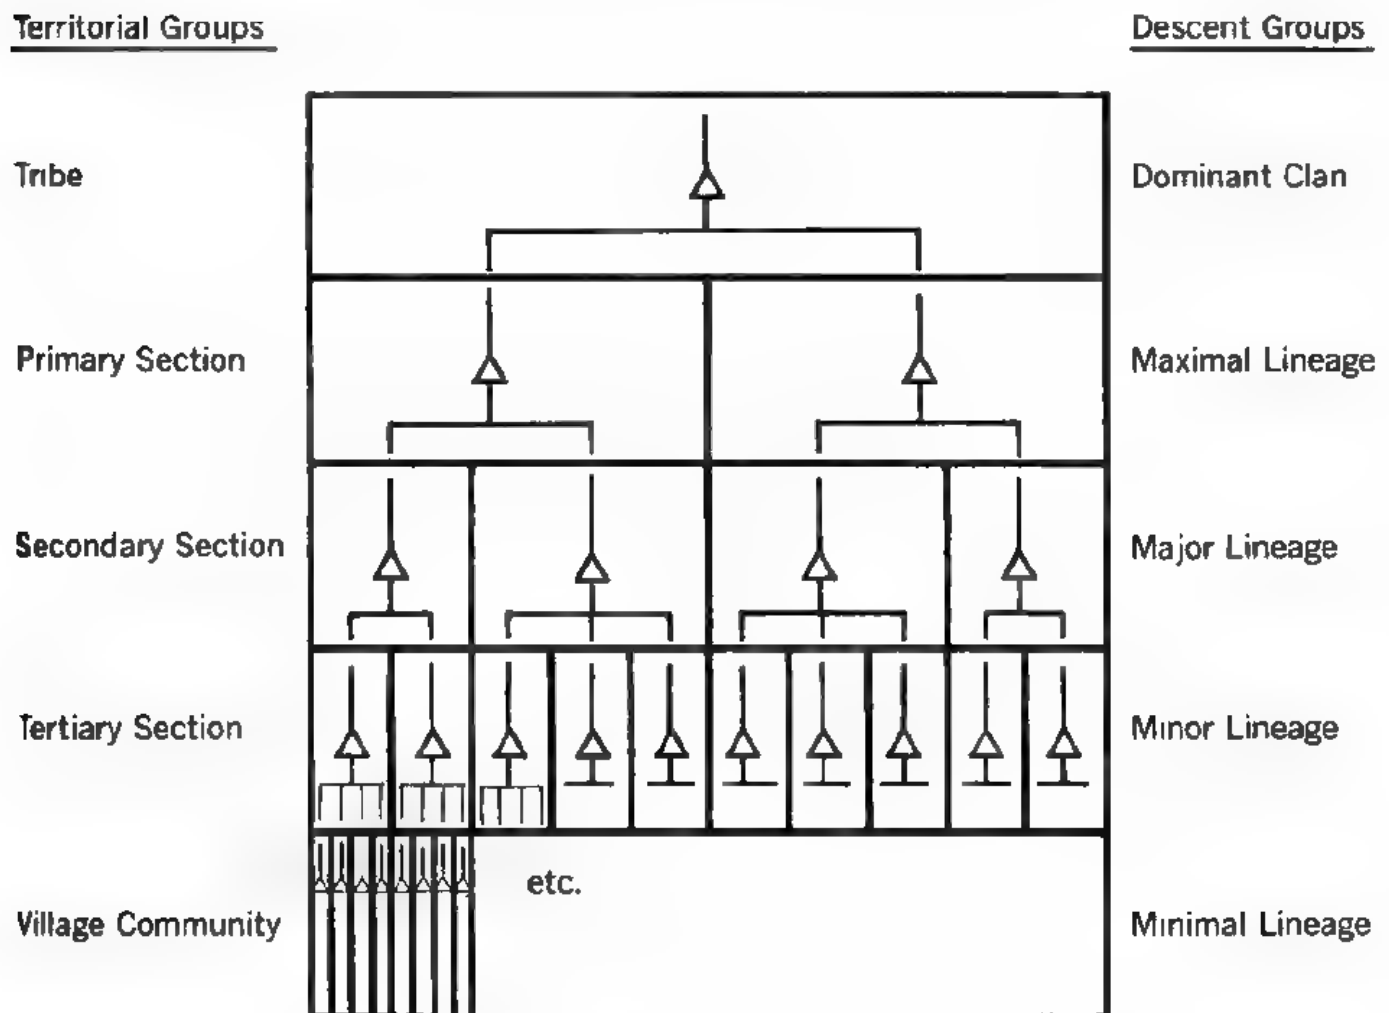 Territorial Groups
Descent Groups
Tribe
Dominant Clan
Primary Section
Maximal Lineage
Secondary Section
Major Lineage
Tertiary Section
Minor Lineage
etc.
Village Community
Minimal Lineage